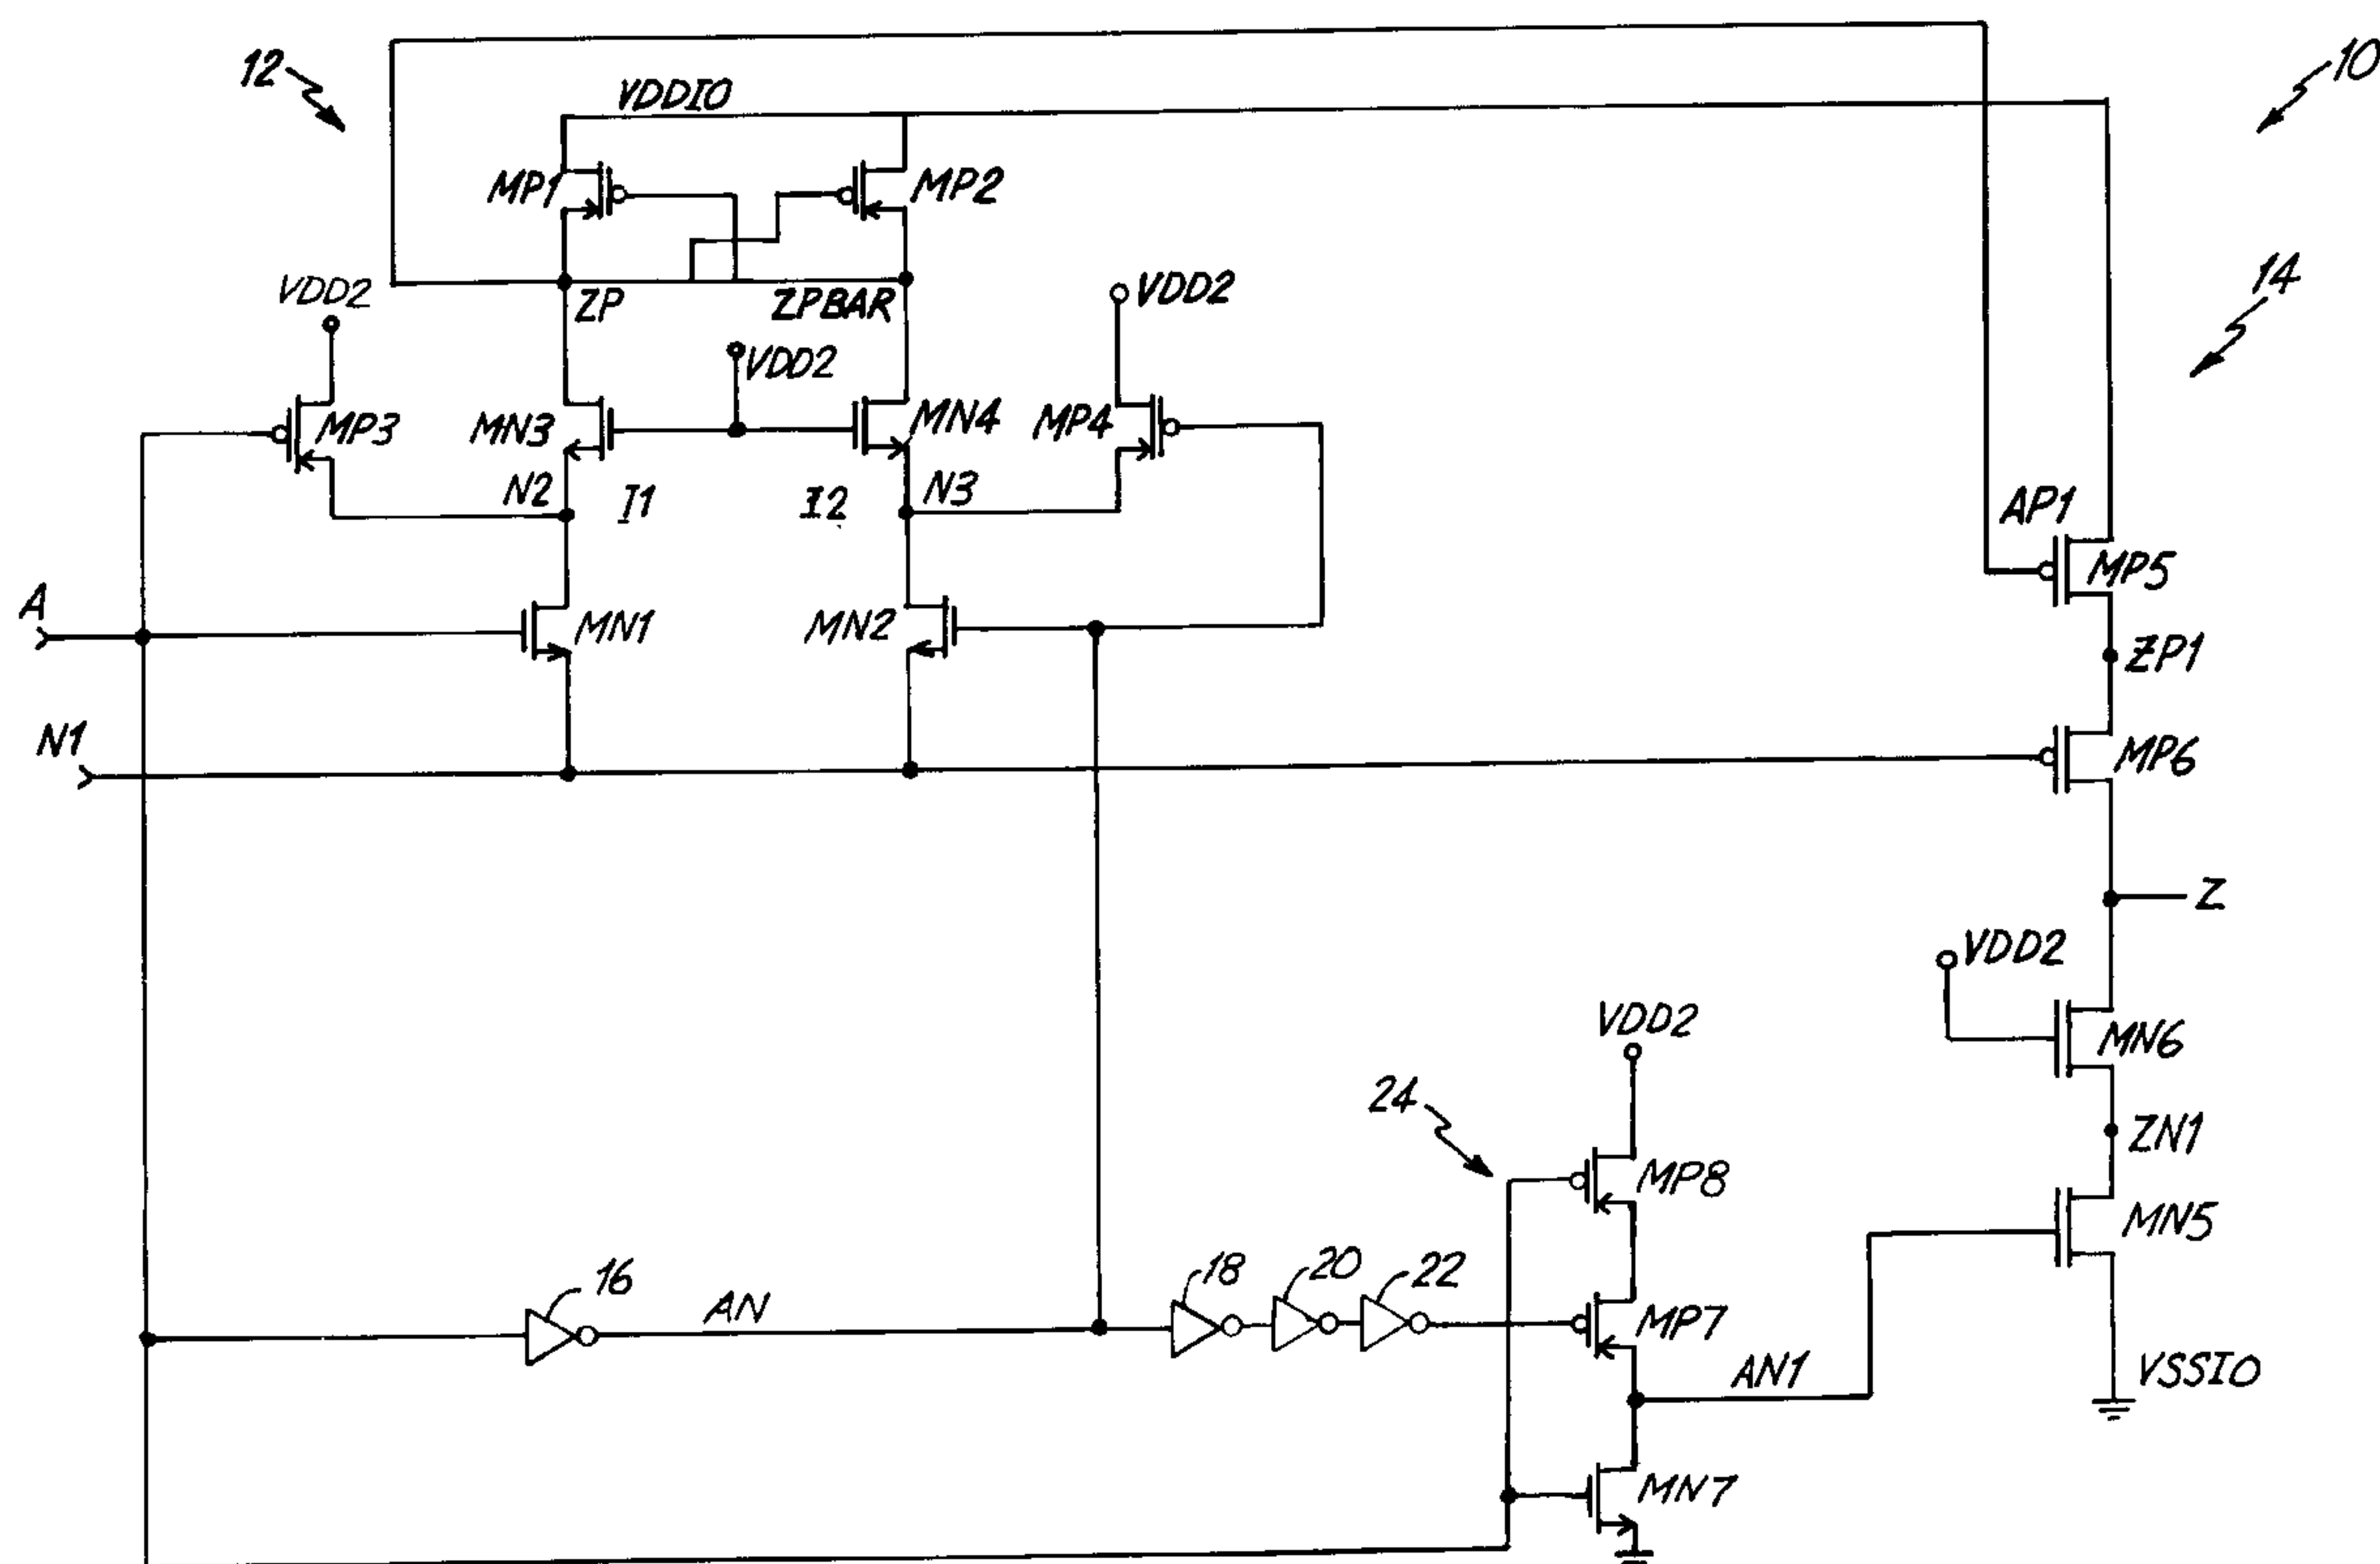 12
10
VDDIO
MP1
MP2
14
VDD2
ZP
ZPBAR
VDD2
VDD2
MP3
MN3
MN4
MP4
N2
I1
I2
N3
AP1
MP5
A
MN1
MN2
ZP1
N1
MP6
Z
VDD2
VDD2
MN6
24
ZN1
MP8
MN5
16
AN
18
20
22
MP7
AN1
VSSIO
MN7